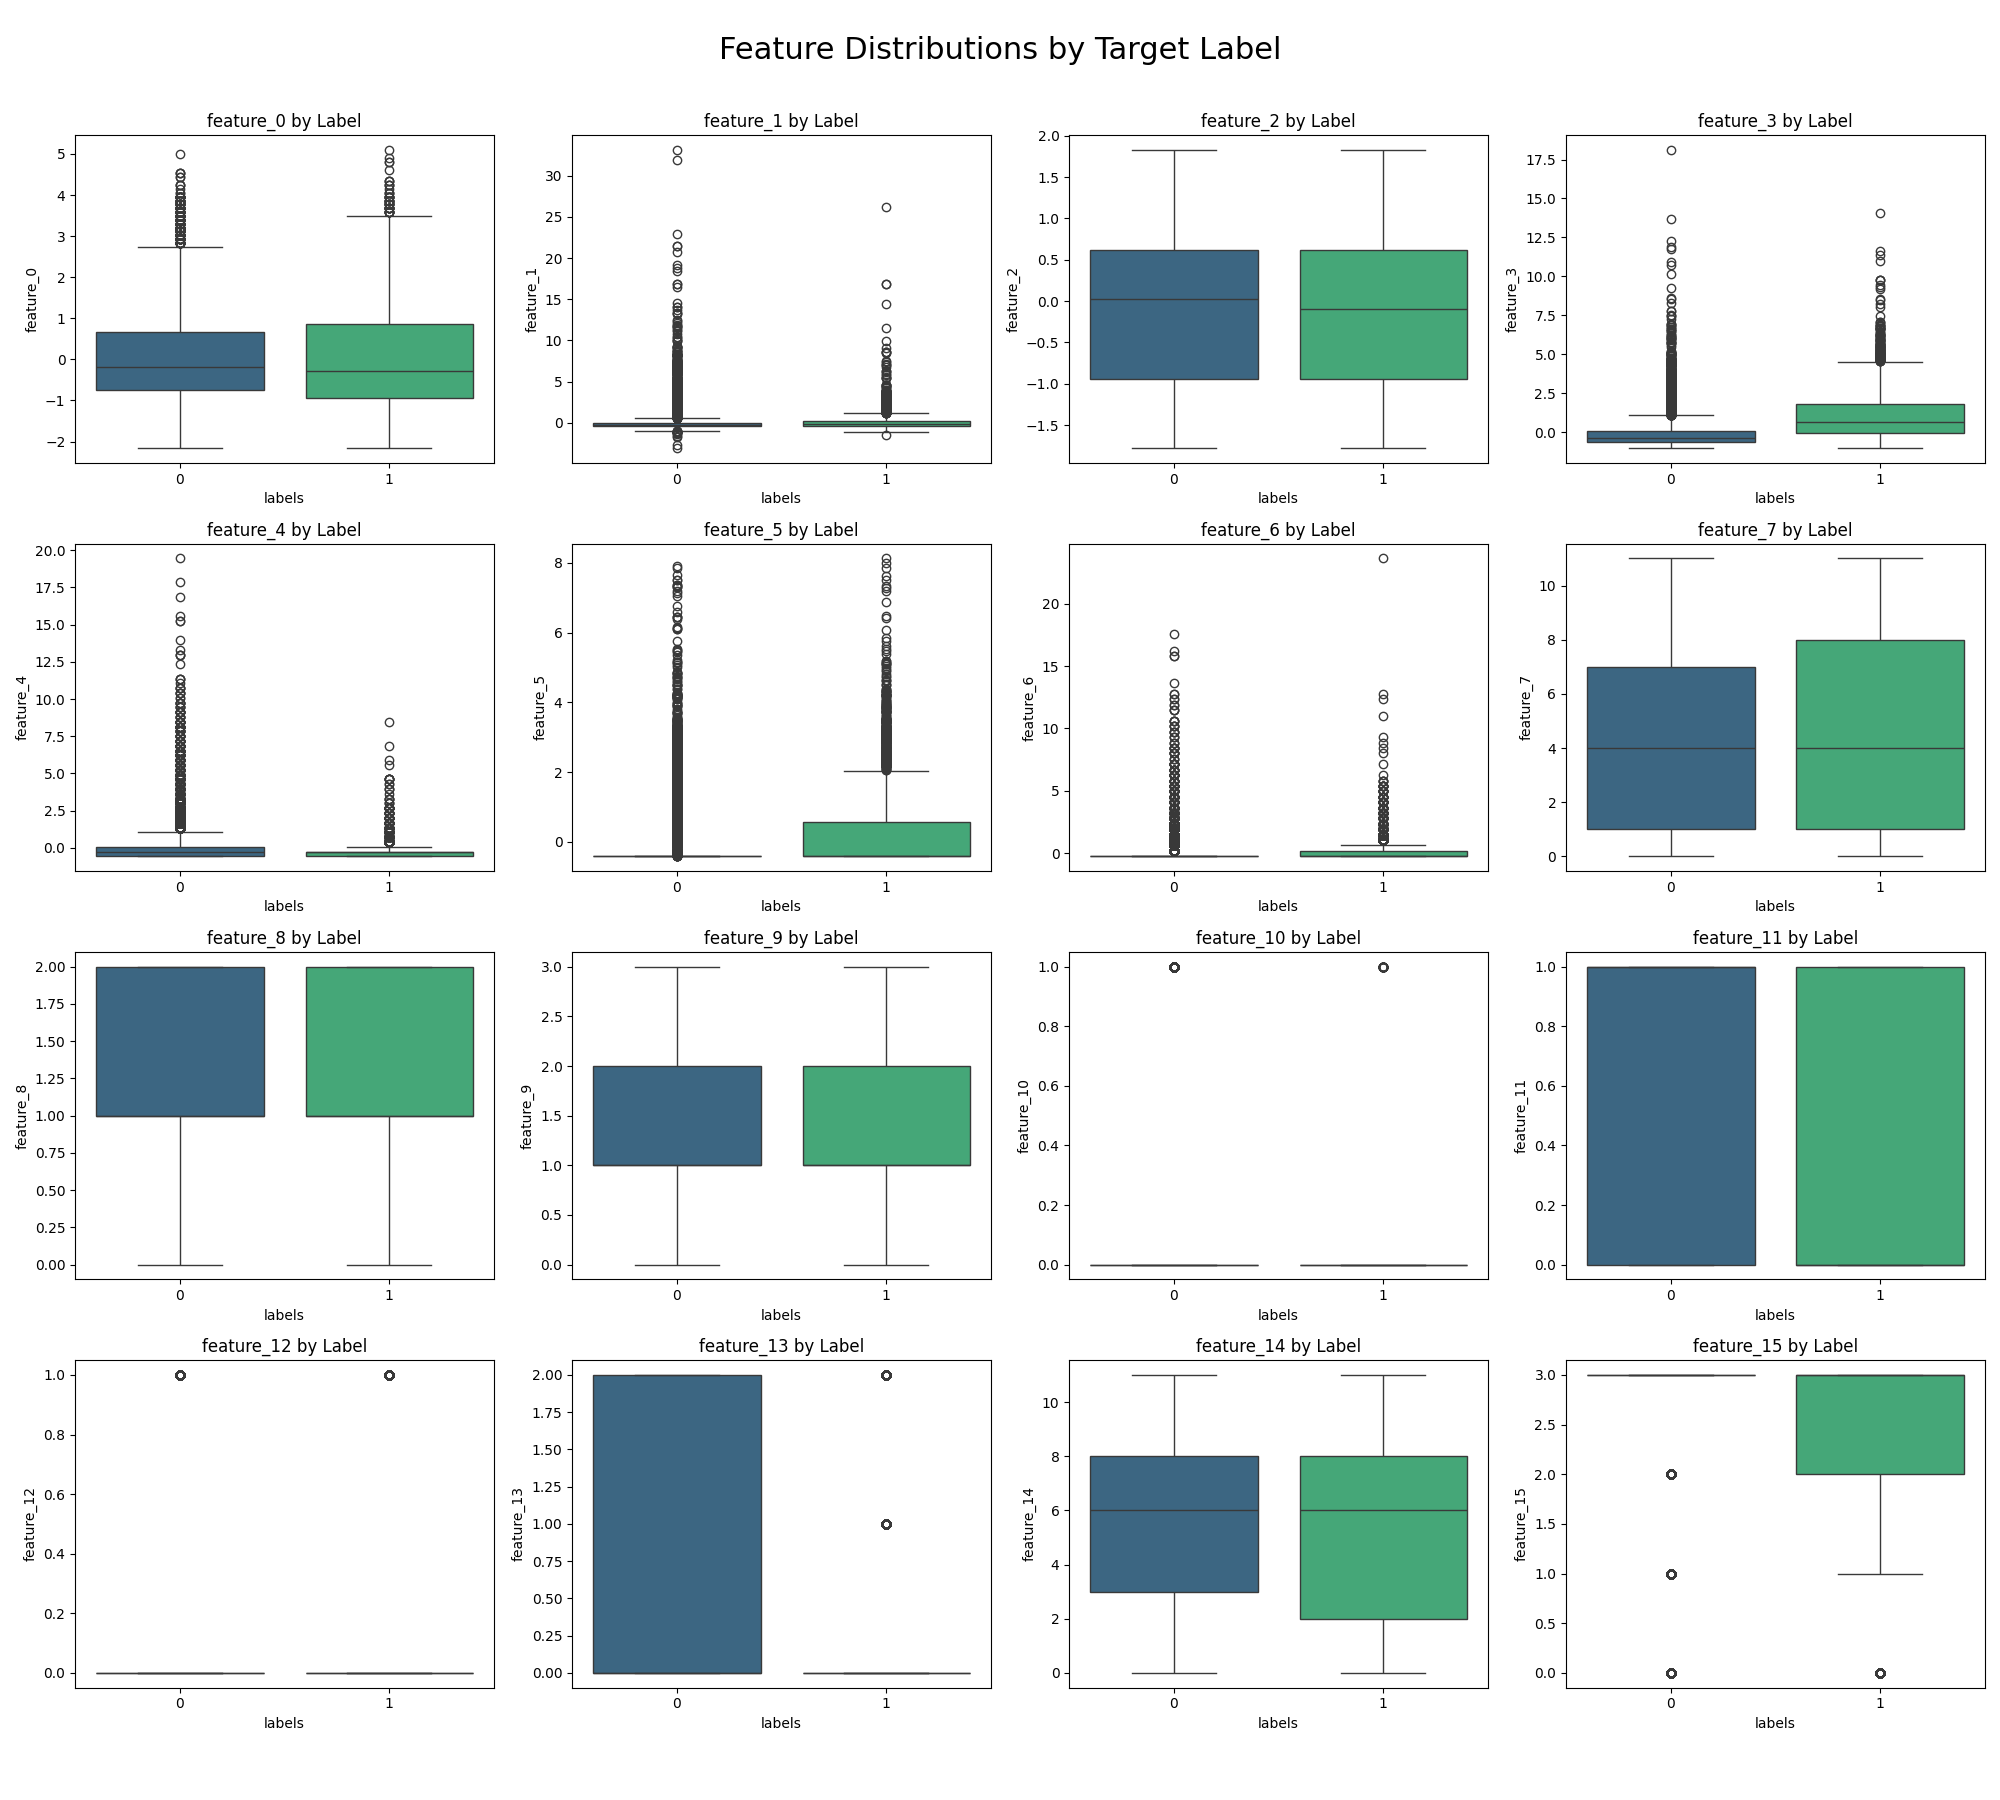 Feature Distributions by Target Label
feature_0 by Label
feature_0
5
4
3
2
1
0
−1
−2
0 1
labels
feature_1 by Label
feature_1
30
25
20
15
10
5
0
0 1
labels
feature_2 by Label
feature_2
2.0
1.5
1.0
0.5
0.0
−0.5
−1.0
−1.5
0 1
labels
feature_3 by Label
feature_3
17.5
15.0
12.5
10.0
7.5
5.0
2.5
0.0
0 1
labels
feature_4 by Label
feature_4
20.0
17.5
15.0
12.5
10.0
7.5
5.0
2.5
0.0
0 1
labels
feature_5 by Label
feature_5
8
6
4
2
0
0 1
labels
feature_6 by Label
feature_6
20
15
10
5
0
0 1
labels
feature_7 by Label
feature_7
10
8
6
4
2
0
0 1
labels
feature_8 by Label
feature_8
2.00
1.75
1.50
1.25
1.00
0.75
0.50
0.25
0.00
0 1
labels
feature_9 by Label
feature_9
3.0
2.5
2.0
1.5
1.0
0.5
0.0
0 1
labels
feature_10 by Label
feature_10
1.0
0.8
0.6
0.4
0.2
0.0
0 1
labels
feature_11 by Label
feature_11
1.0
0.8
0.6
0.4
0.2
0.0
0 1
labels
feature_12 by Label
feature_12
1.0
0.8
0.6
0.4
0.2
0.0
0 1
labels
feature_13 by Label
feature_13
2.00
1.75
1.50
1.25
1.00
0.75
0.50
0.25
0.00
0 1
labels
feature_14 by Label
feature_14
10
8
6
4
2
0
0 1
labels
feature_15 by Label
feature_15
3.0
2.5
2.0
1.5
1.0
0.5
0.0
0 1
labels